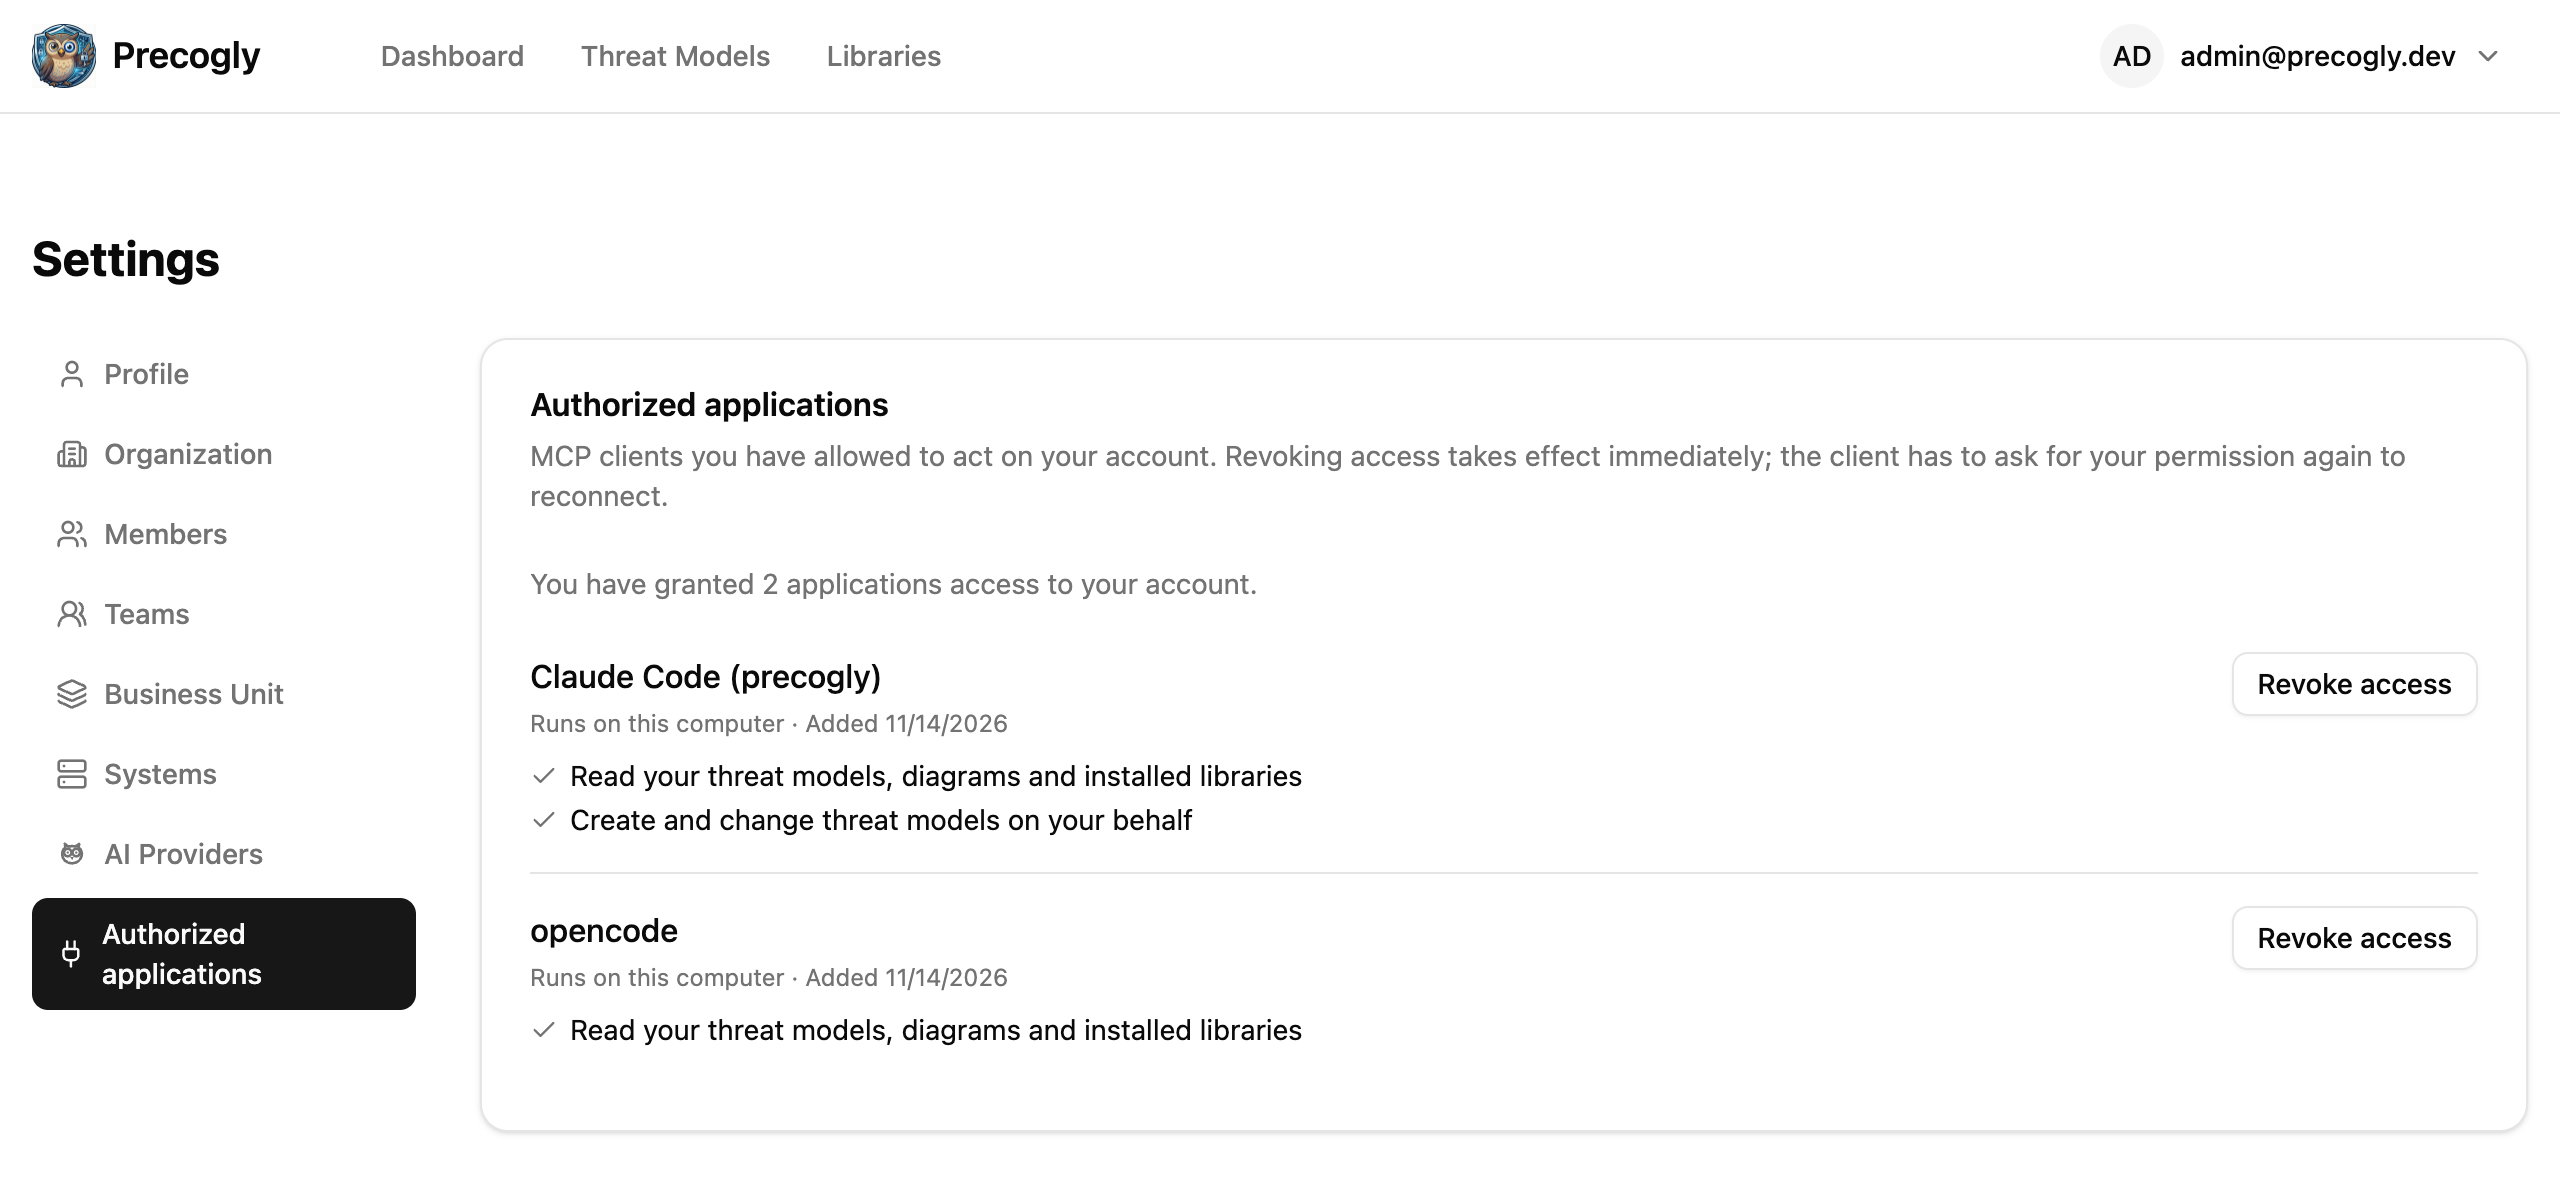 Precogly
Dashboard
Threat Models
Libraries
AD
admin@precogly.dev
Settings
Profile
Organization
Members
Teams
Business Unit
Systems
AI Providers
Authorized
applications
Authorized applications
MCP clients you have allowed to act on your account. Revoking access takes effect immediately; the client has to ask for your permission again to
reconnect.
You have granted 2 applications access to your account.
Claude Code (precogly)
Revoke access
Runs on this computer · Added 11/14/2026
Read your threat models, diagrams and installed libraries
Create and change threat models on your behalf
opencode
Revoke access
Runs on this computer · Added 11/14/2026
Read your threat models, diagrams and installed libraries